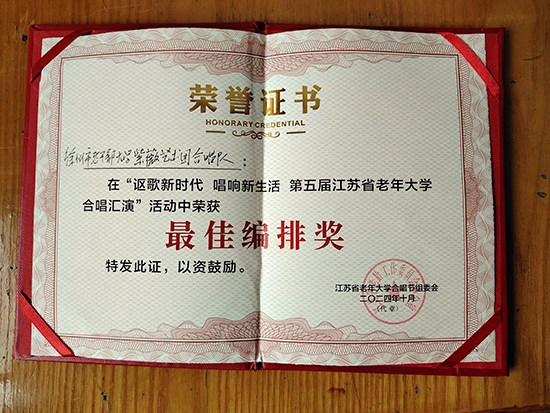 荣誉证书
HONORARY CREDENTIAL
徐州市老干部大学紫薇艺术团合唱队：
在“讴歌新时代 唱响新生活 第五届江苏省老年大学
合唱汇演”活动中荣获
最佳编排奖
特发此证，以资鼓励。
江苏省老年大学合唱节组委会
二〇二四年十月
（代章）